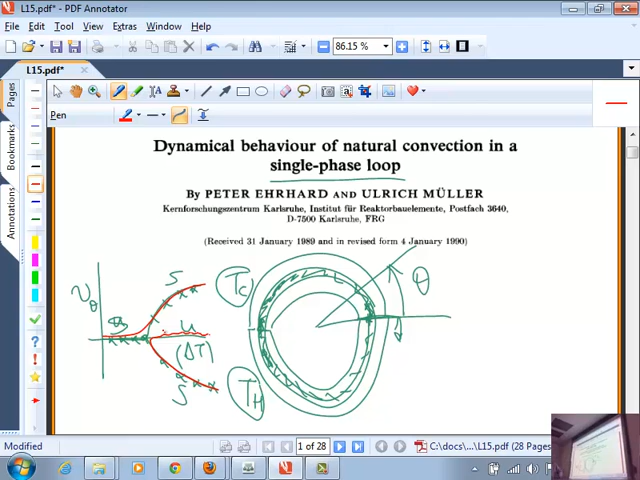 L15.pdf* - PDF Annotator
File Edit Tool View Extras Window Help
86.15 %
L15.pdf*
Pen
Pages
Bookmarks
Annotations
Dynamical behaviour of natural convection in a
single-phase loop
By PETER EHRHARD AND ULRICH MÜLLER
Kernforschungszentrum Karlsruhe, Institut für Reaktorbauelemente, Postfach 3640,
D-7500 Karlsruhe, FRG
(Received 31 January 1989 and in revised form 4 January 1990)
S
Tc
θ
Vθ
u
(ΔT)
S
TH
Modified
1 of 28
C:\docs\...\L15.pdf (28 Pages)